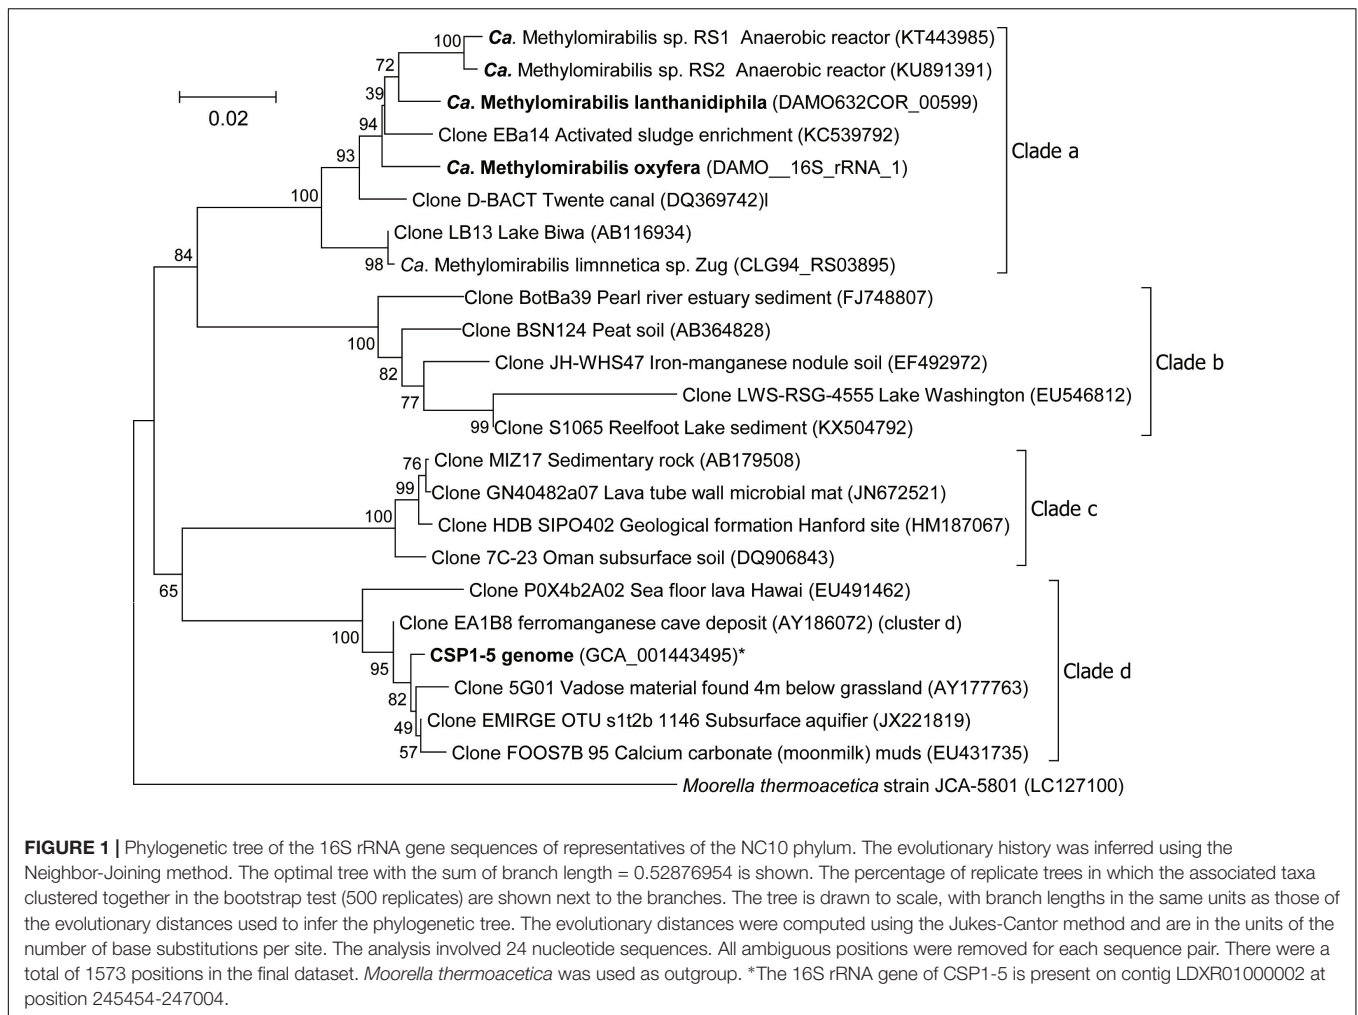 100
Ca. Methylomirabilis sp. RS1 Anaerobic reactor (KT443985)
72
Ca. Methylomirabilis sp. RS2 Anaerobic reactor (KU891391)
39
Ca. Methylomirabilis lanthanidiphila (DAMO632COR_00599)
0.02
94
Clone EBa14 Activated sludge enrichment (KC539792)
Clade a
93
Ca. Methylomirabilis oxyfera (DAMO__16S_rRNA_1)
100
Clone D-BACT Twente canal (DQ369742)l
Clone LB13 Lake Biwa (AB116934)
84
98
Ca. Methylomirabilis limnnetica sp. Zug (CLG94_RS03895)
Clone BotBa39 Pearl river estuary sediment (FJ748807)
Clone BSN124 Peat soil (AB364828)
100
Clone JH-WHS47 Iron-manganese nodule soil (EF492972)
Clade b
82
Clone LWS-RSG-4555 Lake Washington (EU546812)
77
99
Clone S1065 Reelfoot Lake sediment (KX504792)
76
Clone MIZ17 Sedimentary rock (AB179508)
99
Clone GN40482a07 Lava tube wall microbial mat (JN672521)
Clade c
100
Clone HDB SIPO402 Geological formation Hanford site (HM187067)
Clone 7C-23 Oman subsurface soil (DQ906843)
65
Clone P0X4b2A02 Sea floor lava Hawai (EU491462)
Clone EA1B8 ferromanganese cave deposit (AY186072) (cluster d)
100
CSP1-5 genome (GCA_001443495)*
95
Clade d
Clone 5G01 Vadose material found 4m below grassland (AY177763)
82
Clone EMIRGE OTU s1t2b 1146 Subsurface aquifier (JX221819)
49
57
Clone FOOS7B 95 Calcium carbonate (moonmilk) muds (EU431735)
Moorella thermoacetica strain JCA-5801 (LC127100)
FIGURE 1 | Phylogenetic tree of the 16S rRNA gene sequences of representatives of the NC10 phylum. The evolutionary history was inferred using the
Neighbor-Joining method. The optimal tree with the sum of branch length = 0.52876954 is shown. The percentage of replicate trees in which the associated taxa
clustered together in the bootstrap test (500 replicates) are shown next to the branches. The tree is drawn to scale, with branch lengths in the same units as those of
the evolutionary distances used to infer the phylogenetic tree. The evolutionary distances were computed using the Jukes-Cantor method and are in the units of the
number of base substitutions per site. The analysis involved 24 nucleotide sequences. All ambiguous positions were removed for each sequence pair. There were a
total of 1573 positions in the final dataset. Moorella thermoacetica was used as outgroup. *The 16S rRNA gene of CSP1-5 is present on contig LDXR01000002 at
position 245454-247004.